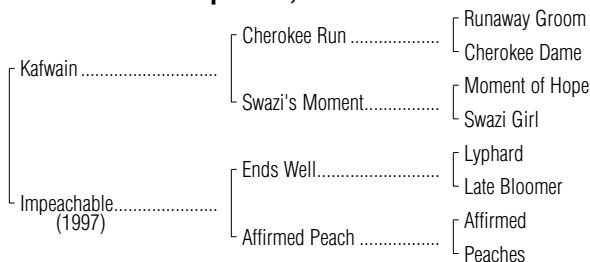 Runaway Groom
Cherokee Run
Cherokee Dame
Kafwain
Moment of Hope
Swazi's Moment
Swazi Girl
Lyphard
Ends Well
Late Bloomer
Impeachable
(1997)
Affirmed
Affirmed Peach
Peaches